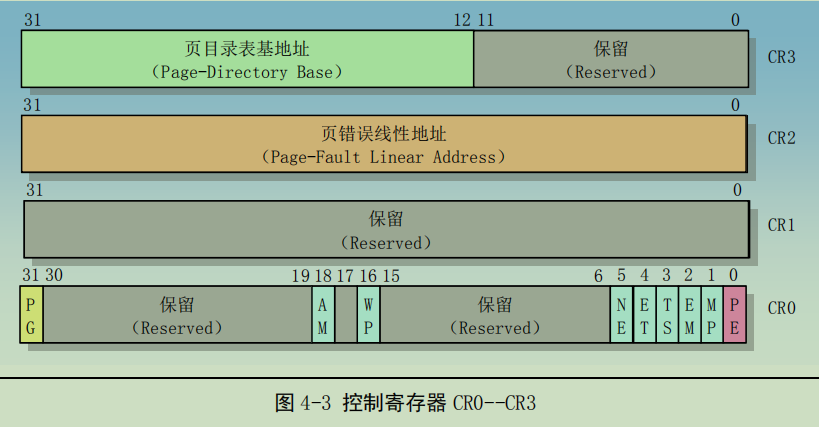 31 12 11 0
页目录表基地址 保留
(Page-Directory Base) (Reserved) CR3
31 0
页错误线性地址
(Page-Fault Linear Address) CR2
31 0
保留
(Reserved) CR1
31 30 19 18 17 16 15 6 5 4 3 2 1 0
PG 保留 AM WP 保留 NE ET TS EM MP PE CR0
(Reserved) (Reserved)
图 4-3 控制寄存器 CR0--CR3